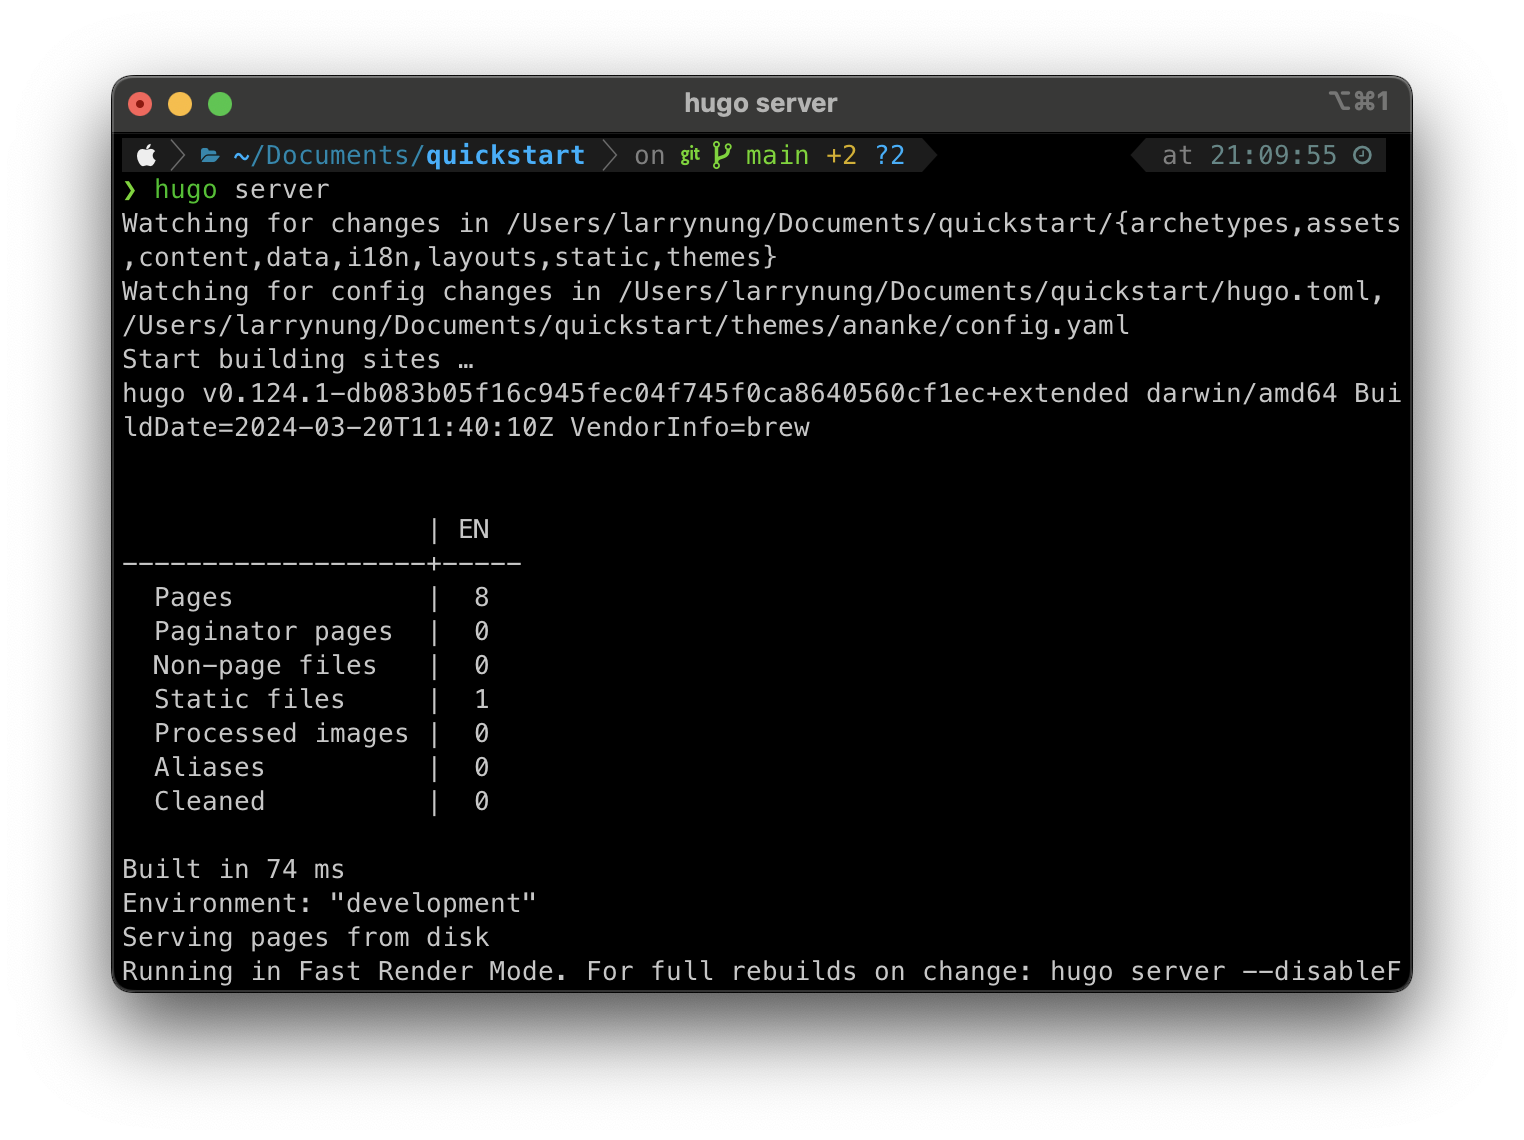 hugo server
⌥⌘1
~/Documents/quickstart on git main +2 ?2 at 21:09:55
❯ hugo server
Watching for changes in /Users/larrynung/Documents/quickstart/{archetypes,assets
,content,data,i18n,layouts,static,themes}
Watching for config changes in /Users/larrynung/Documents/quickstart/hugo.toml,
/Users/larrynung/Documents/quickstart/themes/ananke/config.yaml
Start building sites …
hugo v0.124.1-db083b05f16c945fec04f745f0ca8640560cf1ec+extended darwin/amd64 Bui
ldDate=2024-03-20T11:40:10Z VendorInfo=brew
| EN
-------------------+-----
Pages | 8
Paginator pages | 0
Non-page files | 0
Static files | 1
Processed images | 0
Aliases | 0
Cleaned | 0
Built in 74 ms
Environment: "development"
Serving pages from disk
Running in Fast Render Mode. For full rebuilds on change: hugo server --disableF